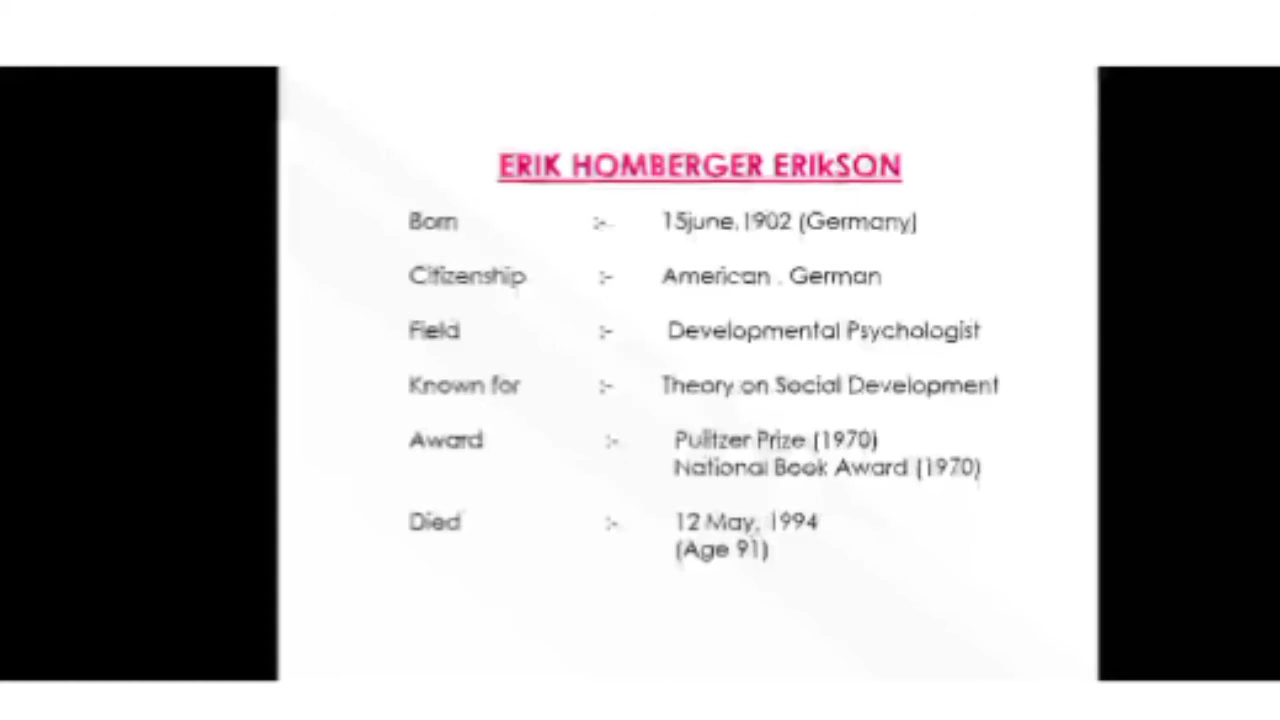 ERIK HOMBERGER ERIkSON
Born :- 15june,1902 (Germany)
Citizenship :- American . German
Field :- Developmental Psychologist
Known for :- Theory on Social Development
Award :- Pulitzer Prize (1970)
National Book Award (1970)
Died :- 12 May, 1994
(Age 91)